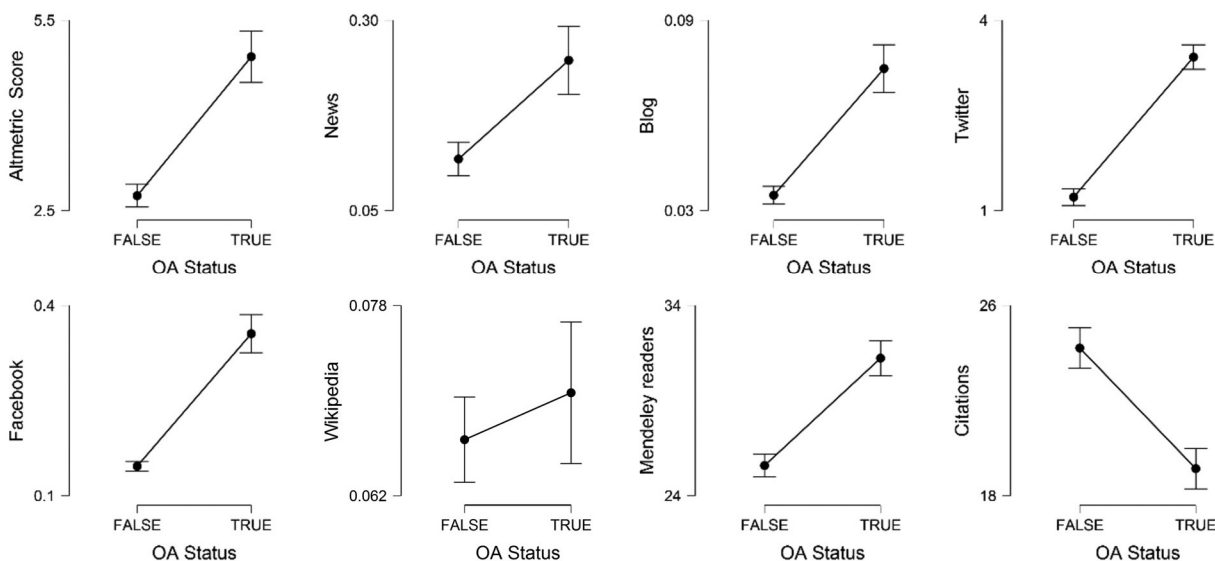 5.5
Altmetric Score
2.5
FALSE TRUE
OA Status
0.30
News
0.05
FALSE TRUE
OA Status
0.09
Blog
0.03
FALSE TRUE
OA Status
4
Twitter
1
FALSE TRUE
OA Status
0.4
Facebook
0.1
FALSE TRUE
OA Status
0.078
Wikipedia
0.062
FALSE TRUE
OA Status
34
Mendeley readers
24
FALSE TRUE
OA Status
26
Citations
18
FALSE TRUE
OA Status